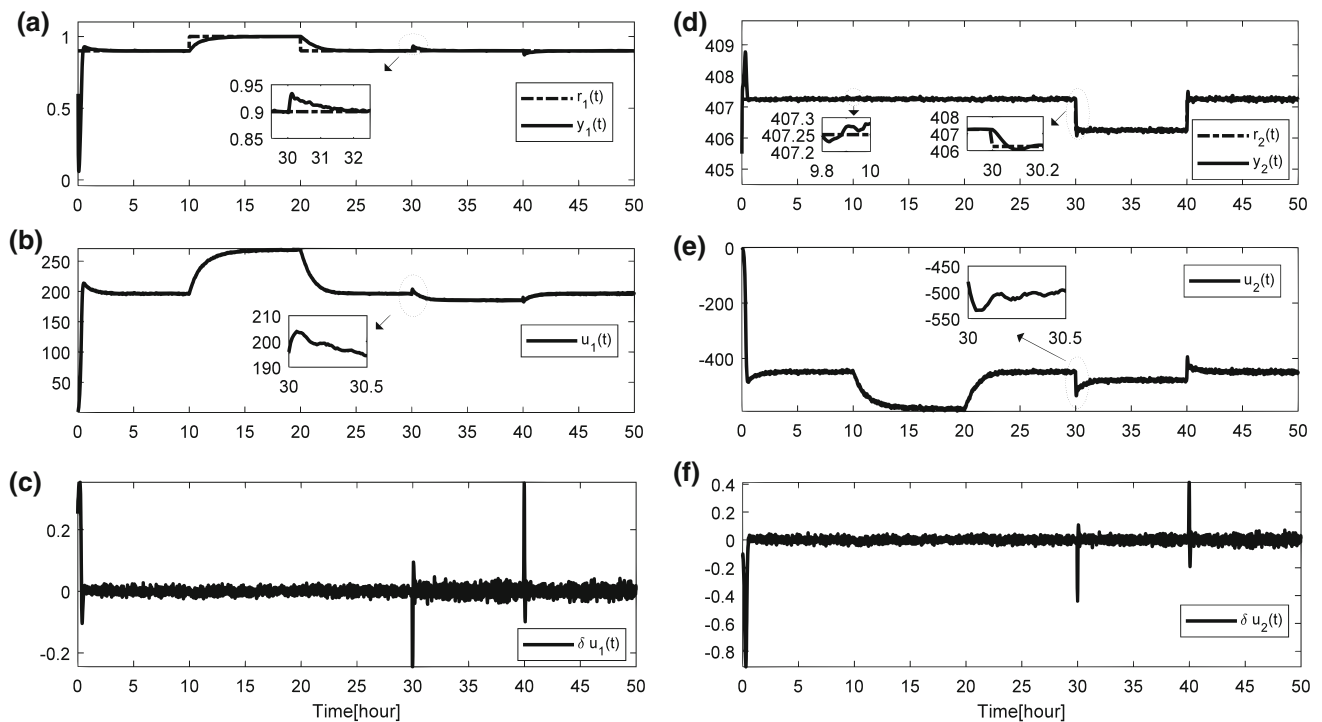 (a)
1
0.5
0
0.95
0.9
0.85
30 31 32
r1(t)
y1(t)
0 5 10 15 20 25 30 35 40 45 50
(b)
250
200
150
100
50
210
200
190
30 30.5
u1(t)
0 5 10 15 20 25 30 35 40 45 50
(c)
0.2
0
-0.2
δ u1(t)
0 5 10 15 20 25 30 35 40 45 50
Time[hour]
(d)
409
408
407
406
405
407.3
407.25
407.2
9.8 10
408
407
406
30 30.2
r2(t)
y2(t)
0 5 10 15 20 25 30 35 40 45 50
(e)
0
-200
-400
-450
-500
-550
30 30.5
u2(t)
0 5 10 15 20 25 30 35 40 45 50
(f)
0.4
0.2
0
-0.2
-0.4
-0.6
-0.8
δ u2(t)
0 5 10 15 20 25 30 35 40 45 50
Time[hour]